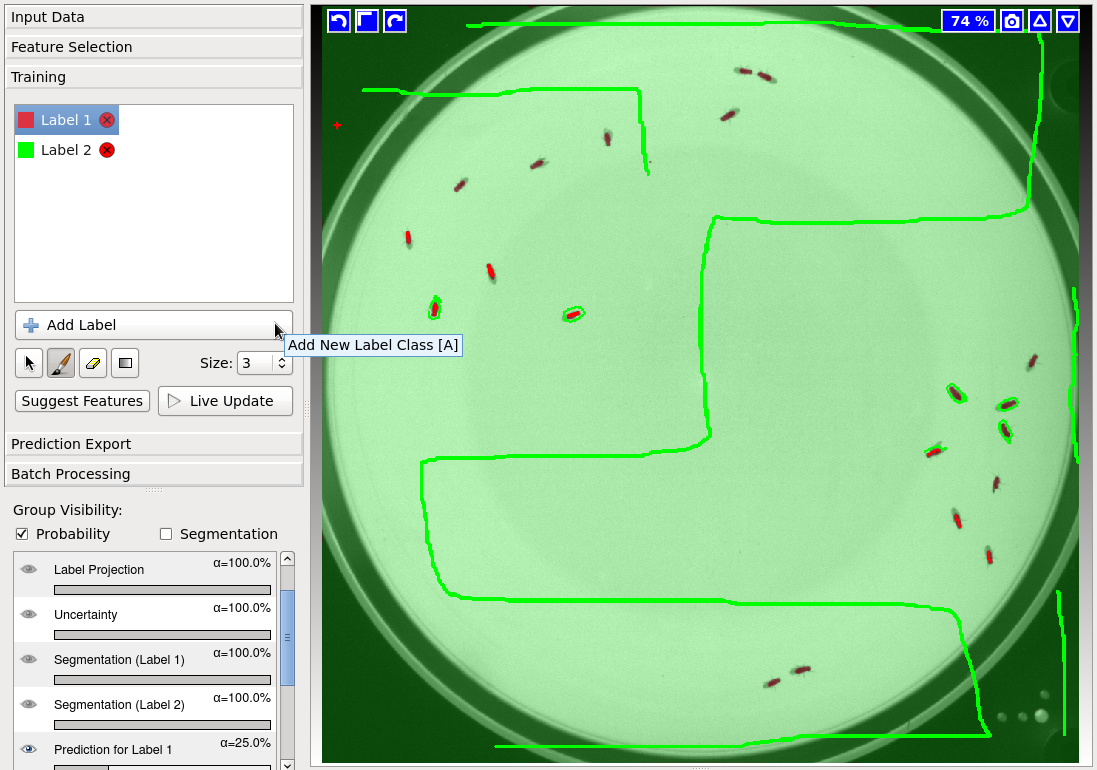 Input Data
Feature Selection
Training
Label 1
Label 2
Add Label
Add New Label Class [A]
Size: 3
Suggest Features
Live Update
Prediction Export
Batch Processing
Group Visibility:
Probability
Segmentation
Label Projection
α=100.0%
Uncertainty
α=100.0%
Segmentation (Label 1)
α=100.0%
Segmentation (Label 2)
α=100.0%
Prediction for Label 1
α=25.0%
74 %